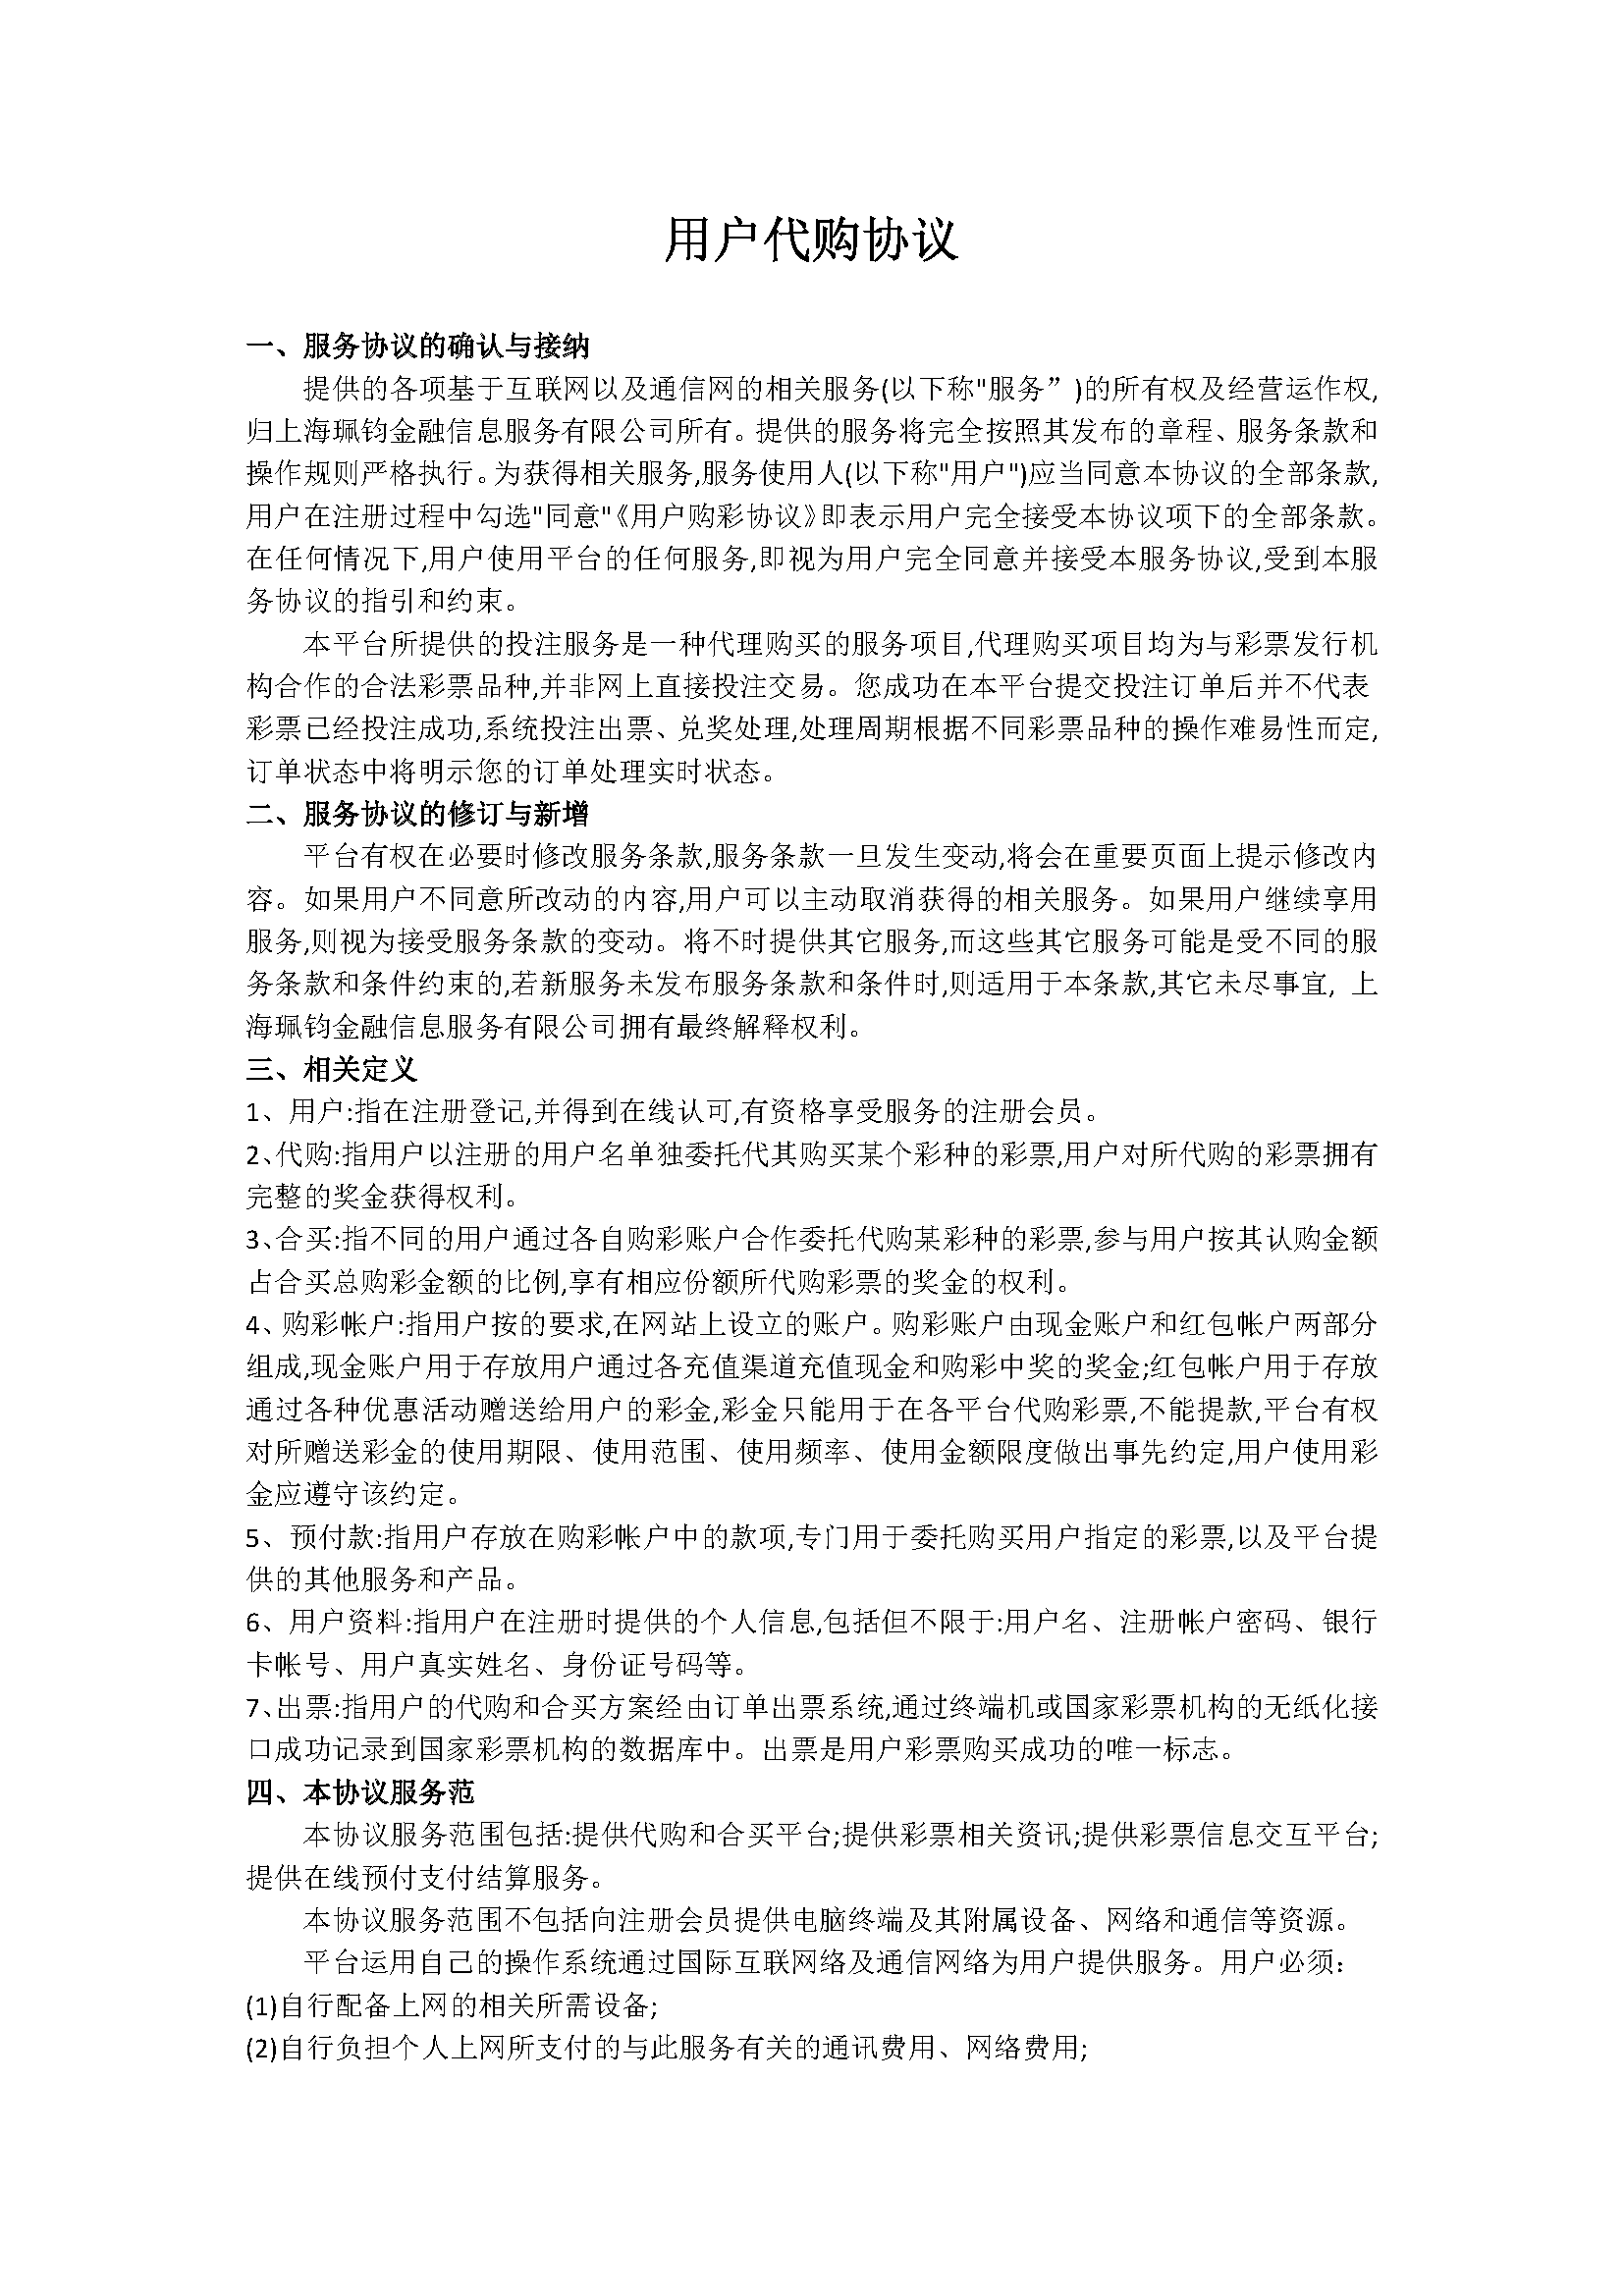 用户代购协议
一、服务协议的确认与接纳
提供的各项基于互联网以及通信网的相关服务(以下称"服务”)的所有权及经营运作权,
归上海珮钧金融信息服务有限公司所有。提供的服务将完全按照其发布的章程、服务条款和
操作规则严格执行。为获得相关服务,服务使用人(以下称"用户")应当同意本协议的全部条款,
用户在注册过程中勾选"同意"《用户购彩协议》即表示用户完全接受本协议项下的全部条款。
在任何情况下,用户使用平台的任何服务,即视为用户完全同意并接受本服务协议,受到本服
务协议的指引和约束。
本平台所提供的投注服务是一种代理购买的服务项目,代理购买项目均为与彩票发行机
构合作的合法彩票品种,并非网上直接投注交易。您成功在本平台提交投注订单后并不代表
彩票已经投注成功,系统投注出票、兑奖处理,处理周期根据不同彩票品种的操作难易性而定,
订单状态中将明示您的订单处理实时状态。
二、服务协议的修订与新增
平台有权在必要时修改服务条款,服务条款一旦发生变动,将会在重要页面上提示修改内
容。如果用户不同意所改动的内容,用户可以主动取消获得的相关服务。如果用户继续享用
服务,则视为接受服务条款的变动。将不时提供其它服务,而这些其它服务可能是受不同的服
务条款和条件约束的,若新服务未发布服务条款和条件时,则适用于本条款,其它未尽事宜, 上
海珮钧金融信息服务有限公司拥有最终解释权利。
三、相关定义
1、用户:指在注册登记,并得到在线认可,有资格享受服务的注册会员。
2、代购:指用户以注册的用户名单独委托代其购买某个彩种的彩票,用户对所代购的彩票拥有
完整的奖金获得权利。
3、合买:指不同的用户通过各自购彩账户合作委托代购某彩种的彩票,参与用户按其认购金额
占合买总购彩金额的比例,享有相应份额所代购彩票的奖金的权利。
4、购彩帐户:指用户按的要求,在网站上设立的账户。购彩账户由现金账户和红包帐户两部分
组成,现金账户用于存放用户通过各充值渠道充值现金和购彩中奖的奖金;红包帐户用于存放
通过各种优惠活动赠送给用户的彩金,彩金只能用于在各平台代购彩票,不能提款,平台有权
对所赠送彩金的使用期限、使用范围、使用频率、使用金额限度做出事先约定,用户使用彩
金应遵守该约定。
5、预付款:指用户存放在购彩帐户中的款项,专门用于委托购买用户指定的彩票,以及平台提
供的其他服务和产品。
6、用户资料:指用户在注册时提供的个人信息,包括但不限于:用户名、注册帐户密码、银行
卡帐号、用户真实姓名、身份证号码等。
7、出票:指用户的代购和合买方案经由订单出票系统,通过终端机或国家彩票机构的无纸化接
口成功记录到国家彩票机构的数据库中。出票是用户彩票购买成功的唯一标志。
四、本协议服务范
本协议服务范围包括:提供代购和合买平台;提供彩票相关资讯;提供彩票信息交互平台;
提供在线预付支付结算服务。
本协议服务范围不包括向注册会员提供电脑终端及其附属设备、网络和通信等资源。
平台运用自己的操作系统通过国际互联网络及通信网络为用户提供服务。用户必须：
(1)自行配备上网的相关所需设备;
(2)自行负担个人上网所支付的与此服务有关的通讯费用、网络费用;